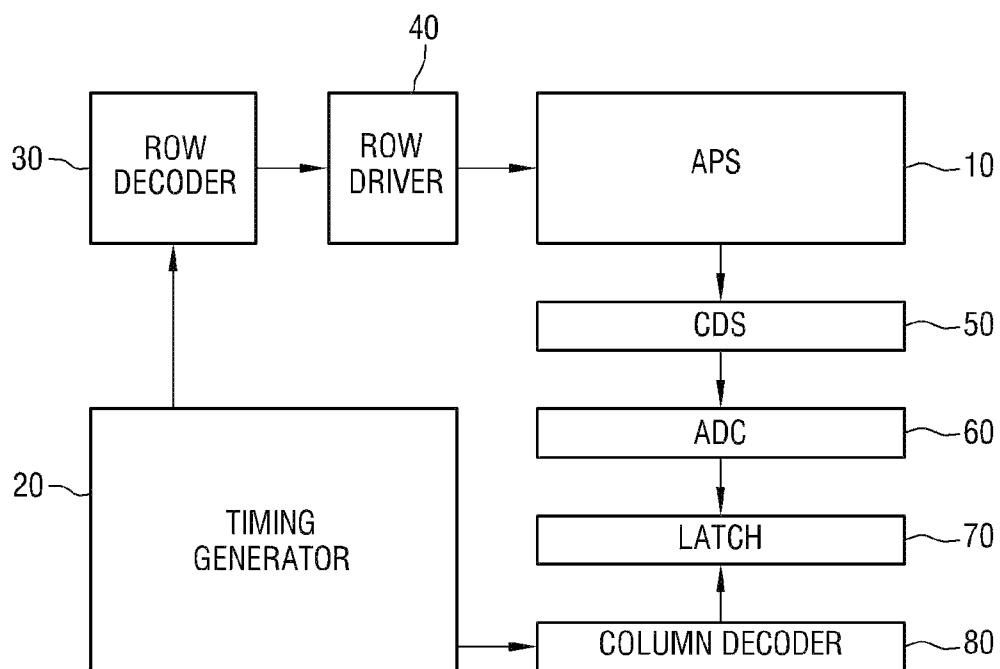 40
30
ROW
DECODER
ROW
DRIVER
APS
10
CDS
50
ADC
60
20
TIMING
GENERATOR
LATCH
70
COLUMN DECODER
80